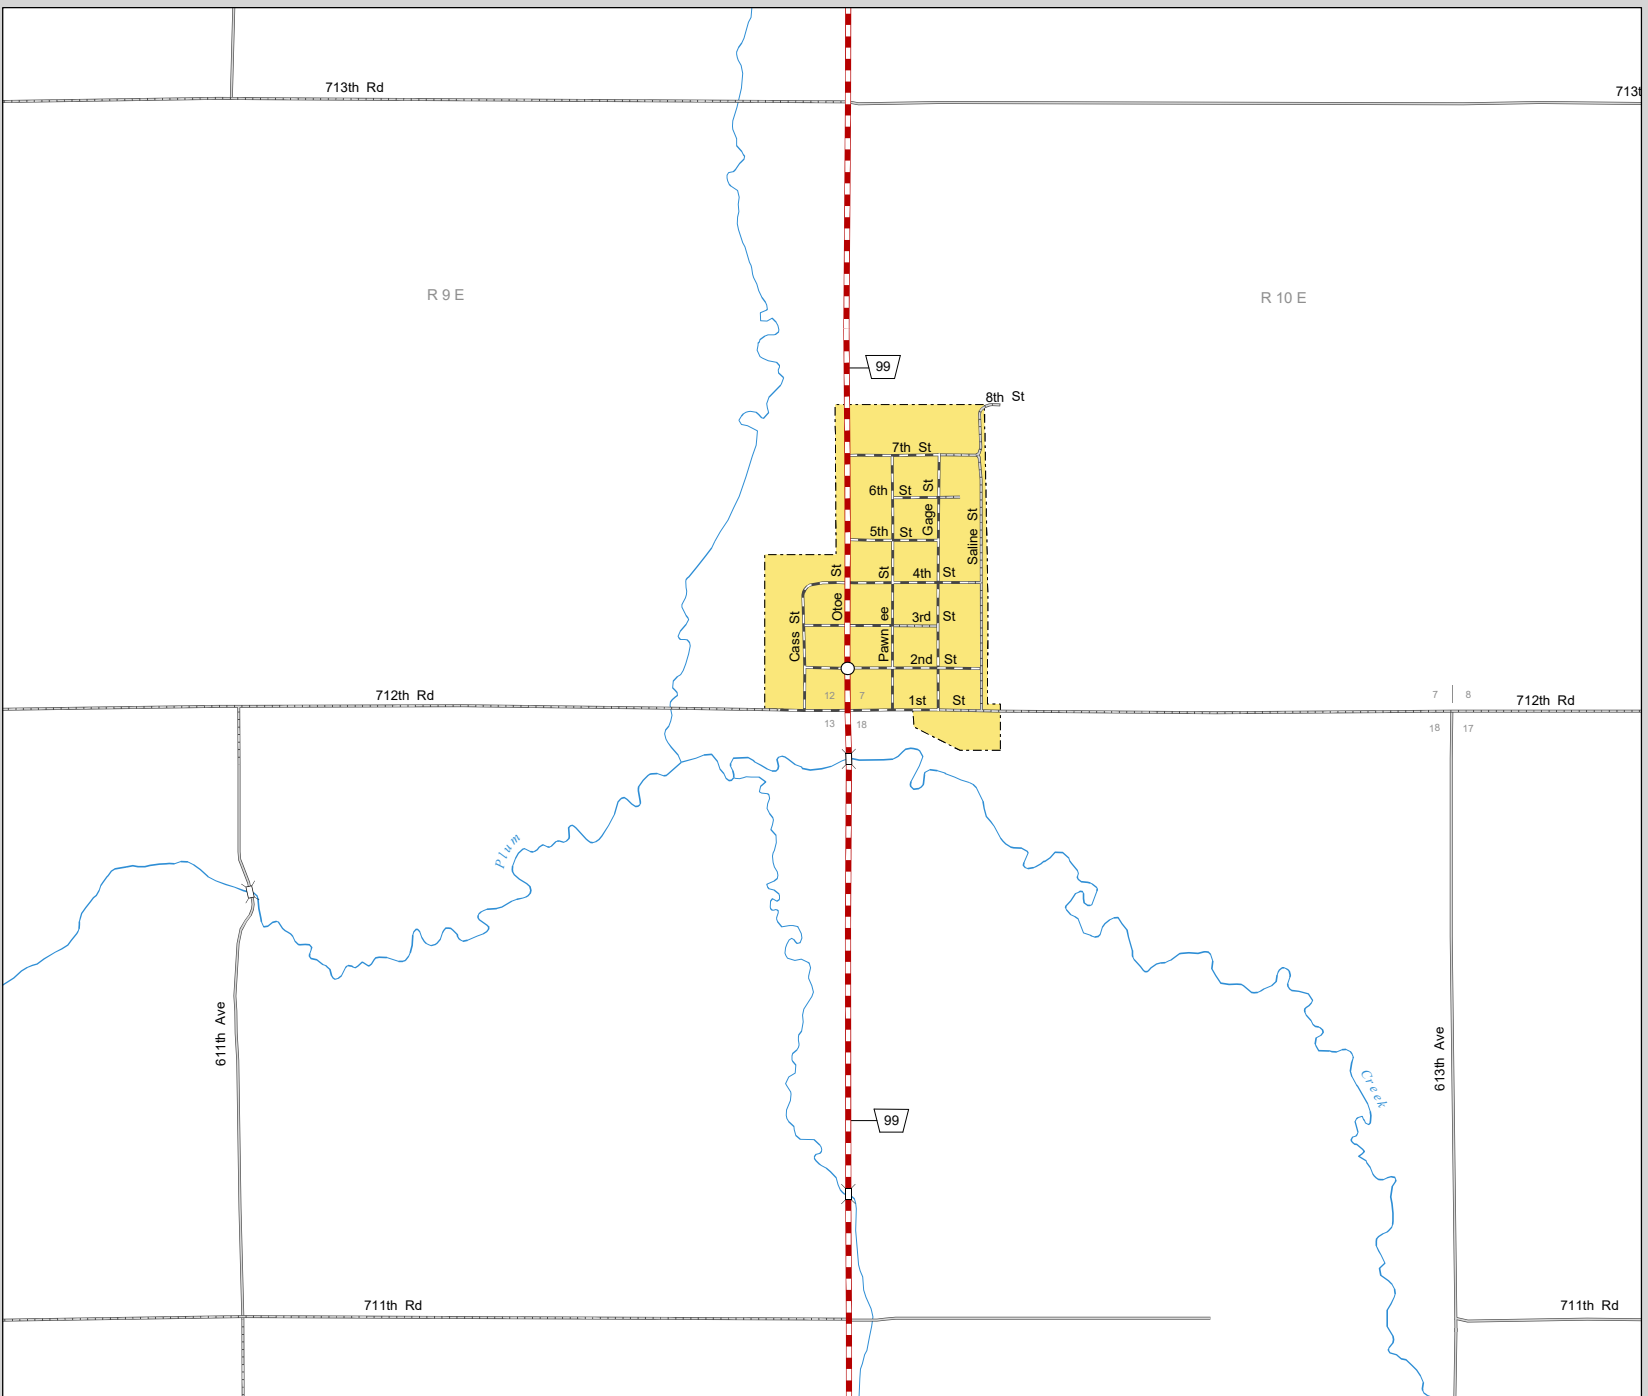 713th Rd
713t
R 9 E
R 10 E
99
8th St
7th St
6th St
Gage St
5th St
Saline St
4th St
Otoe St
Pawnee St
3rd St
Cass St
2nd St
712th Rd
12 7
1st St
7 8
712th Rd
13 18
18 17
Plum
611th Ave
613th Ave
Creek
99
711th Rd
711th Rd